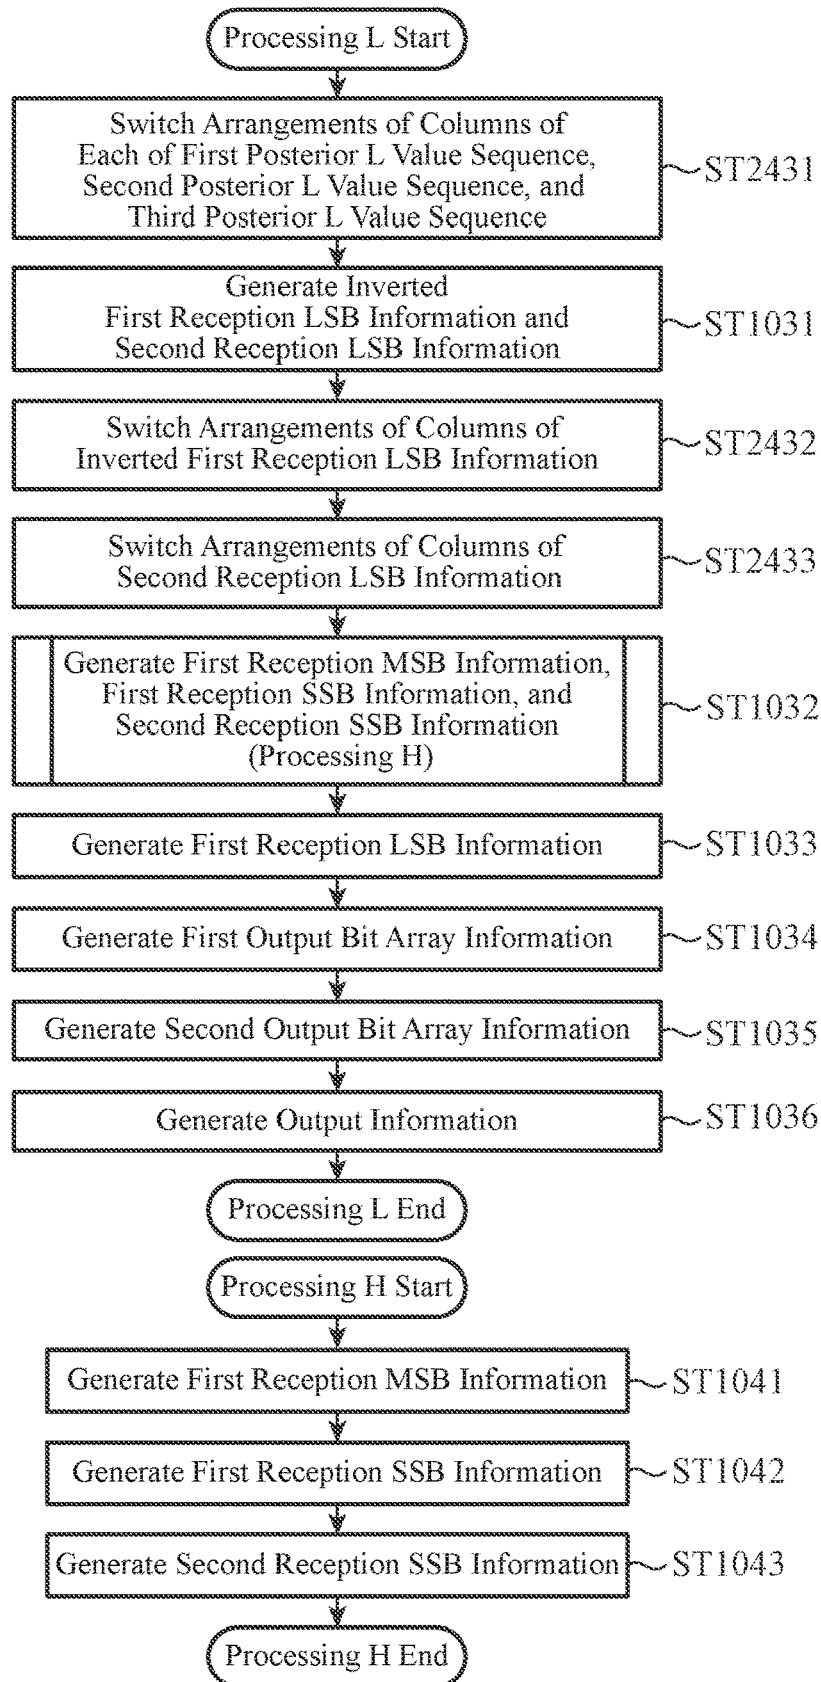 Processing L Start
Switch Arrangements of Columns of
Each of First Posterior L Value Sequence,
Second Posterior L Value Sequence, and
Third Posterior L Value Sequence
ST2431
Generate Inverted
First Reception LSB Information and
Second Reception LSB Information
ST1031
Switch Arrangements of Columns of
Inverted First Reception LSB Information
ST2432
Switch Arrangements of Columns of
Second Reception LSB Information
ST2433
Generate First Reception MSB Information,
First Reception SSB Information, and
Second Reception SSB Information
(Processing H)
ST1032
Generate First Reception LSB Information
ST1033
Generate First Output Bit Array Information
ST1034
Generate Second Output Bit Array Information
ST1035
Generate Output Information
ST1036
Processing L End
Processing H Start
Generate First Reception MSB Information
ST1041
Generate First Reception SSB Information
ST1042
Generate Second Reception SSB Information
ST1043
Processing H End